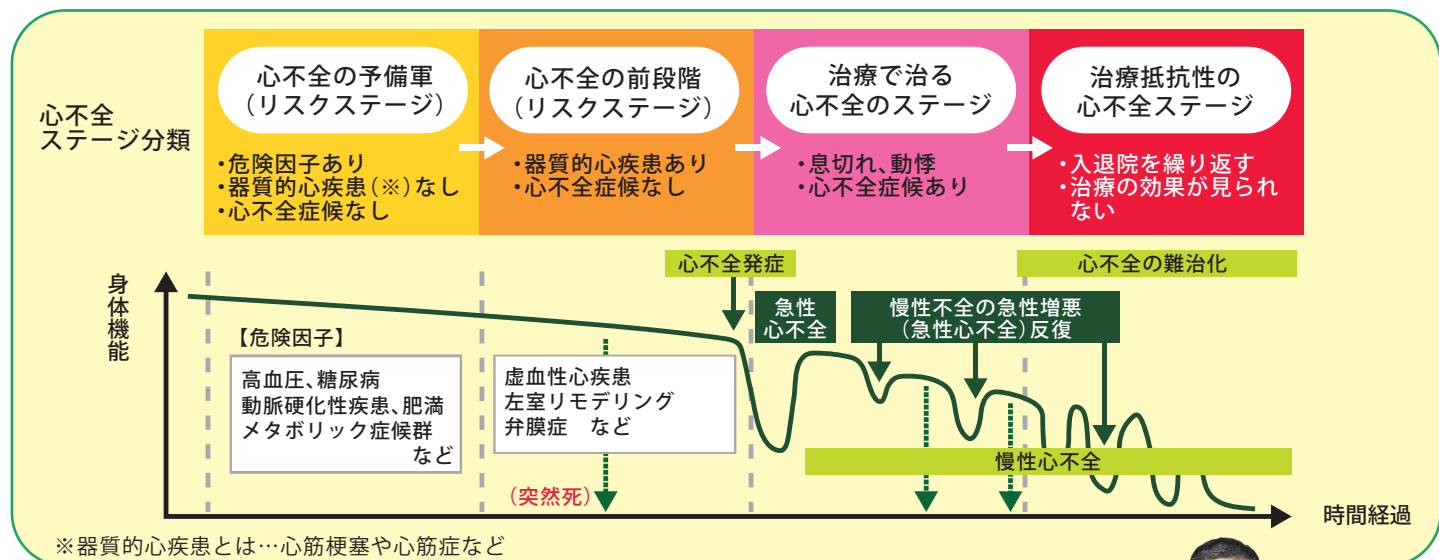 心不全
ステージ分類
心不全の予備軍
(リスクステージ)
・危険因子あり
・器質的心疾患(※)なし
・心不全症候なし
心不全の前段階
(リスクステージ)
・器質的心疾患あり
・心不全症候なし
治療で治る
心不全のステージ
・息切れ、動悸
・心不全症候あり
治療抵抗性の
心不全ステージ
・入退院を繰り返す
・治療の効果が見られ
ない
心不全発症
心不全の難治化
身体機能
急性
心不全
慢性不全の急性増悪
(急性心不全)反復
【危険因子】
高血圧、糖尿病
動脈硬化性疾患、肥満
メタボリック症候群
など
虚血性心疾患
左室リモデリング
弁膜症　など
慢性心不全
(突然死)
時間経過
※器質的心疾患とは…心筋梗塞や心筋症など